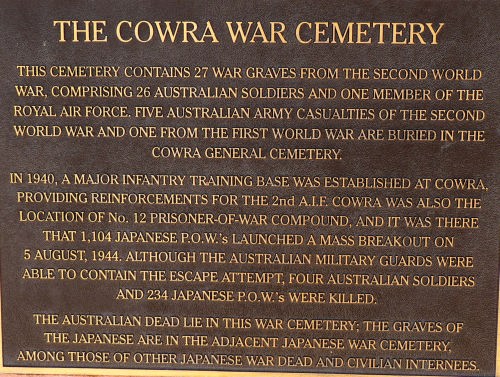 THE COWRA WAR CEMETERY
THIS CEMETERY CONTAINS 27 WAR GRAVES FROM THE SECOND WORLD
WAR, COMPRISING 26 AUSTRALIAN SOLDIERS AND ONE MEMBER OF THE
ROYAL AIR FORCE. FIVE AUSTRALIAN ARMY CASUALTIES OF THE SECOND
WORLD WAR AND ONE FROM THE FIRST WORLD WAR ARE BURIED IN THE
COWRA GENERAL CEMETERY.
IN 1940, A MAJOR INFANTRY TRAINING BASE WAS ESTABLISHED AT COWRA,
PROVIDING REINFORCEMENTS FOR THE 2nd A.I.F. COWRA WAS ALSO THE
LOCATION OF No. 12 PRISONER-OF-WAR COMPOUND, AND IT WAS THERE
THAT 1,104 JAPANESE P.O.W.'s LAUNCHED A MASS BREAKOUT ON
5 AUGUST, 1944. ALTHOUGH THE AUSTRALIAN MILITARY GUARDS WERE
ABLE TO CONTAIN THE ESCAPE ATTEMPT, FOUR AUSTRALIAN SOLDIERS
AND 234 JAPANESE P.O.W.'s WERE KILLED.
THE AUSTRALIAN DEAD LIE IN THIS WAR CEMETERY; THE GRAVES OF
THE JAPANESE ARE IN THE ADJACENT JAPANESE WAR CEMETERY,
AMONG THOSE OF OTHER JAPANESE WAR DEAD AND CIVILIAN INTERNEES.